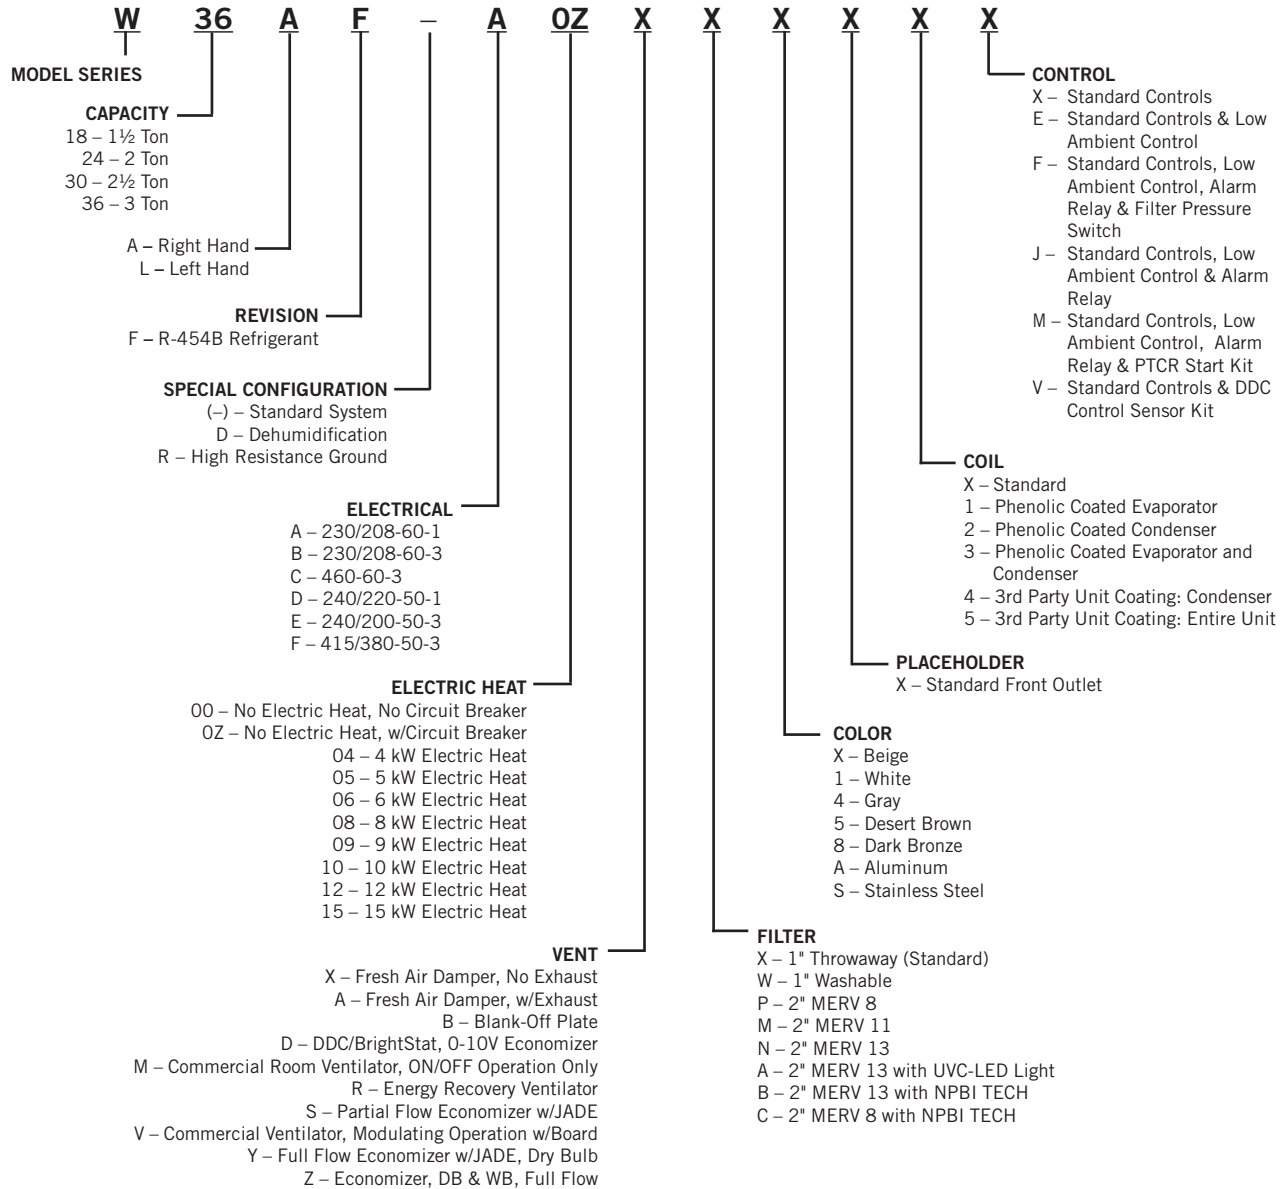 W 36 A F – A 0Z X X X X X X
MODEL SERIES
CAPACITY
18 – 1½ Ton
24 – 2 Ton
30 – 2½ Ton
36 – 3 Ton
A – Right Hand
L – Left Hand
REVISION
F – R-454B Refrigerant
SPECIAL CONFIGURATION
(–) – Standard System
D – Dehumidification
R – High Resistance Ground
ELECTRICAL
A – 230/208-60-1
B – 230/208-60-3
C – 460-60-3
D – 240/220-50-1
E – 240/200-50-3
F – 415/380-50-3
ELECTRIC HEAT
00 – No Electric Heat, No Circuit Breaker
0Z – No Electric Heat, w/Circuit Breaker
04 – 4 kW Electric Heat
05 – 5 kW Electric Heat
06 – 6 kW Electric Heat
08 – 8 kW Electric Heat
09 – 9 kW Electric Heat
10 – 10 kW Electric Heat
12 – 12 kW Electric Heat
15 – 15 kW Electric Heat
VENT
X – Fresh Air Damper, No Exhaust
A – Fresh Air Damper, w/Exhaust
B – Blank-Off Plate
D – DDC/BrightStat, 0-10V Economizer
M – Commercial Room Ventilator, ON/OFF Operation Only
R – Energy Recovery Ventilator
S – Partial Flow Economizer w/JADE
V – Commercial Ventilator, Modulating Operation w/Board
Y – Full Flow Economizer w/JADE, Dry Bulb
Z – Economizer, DB & WB, Full Flow
CONTROL
X – Standard Controls
E – Standard Controls & Low
Ambient Control
F – Standard Controls, Low
Ambient Control, Alarm
Relay & Filter Pressure
Switch
J – Standard Controls, Low
Ambient Control & Alarm
Relay
M – Standard Controls, Low
Ambient Control, Alarm
Relay & PTCR Start Kit
V – Standard Controls & DDC
Control Sensor Kit
COIL
X – Standard
1 – Phenolic Coated Evaporator
2 – Phenolic Coated Condenser
3 – Phenolic Coated Evaporator and
Condenser
4 – 3rd Party Unit Coating: Condenser
5 – 3rd Party Unit Coating: Entire Unit
PLACEHOLDER
X – Standard Front Outlet
COLOR
X – Beige
1 – White
4 – Gray
5 – Desert Brown
8 – Dark Bronze
A – Aluminum
S – Stainless Steel
FILTER
X – 1" Throwaway (Standard)
W – 1" Washable
P – 2" MERV 8
M – 2" MERV 11
N – 2" MERV 13
A – 2" MERV 13 with UVC-LED Light
B – 2" MERV 13 with NPBI TECH
C – 2" MERV 8 with NPBI TECH